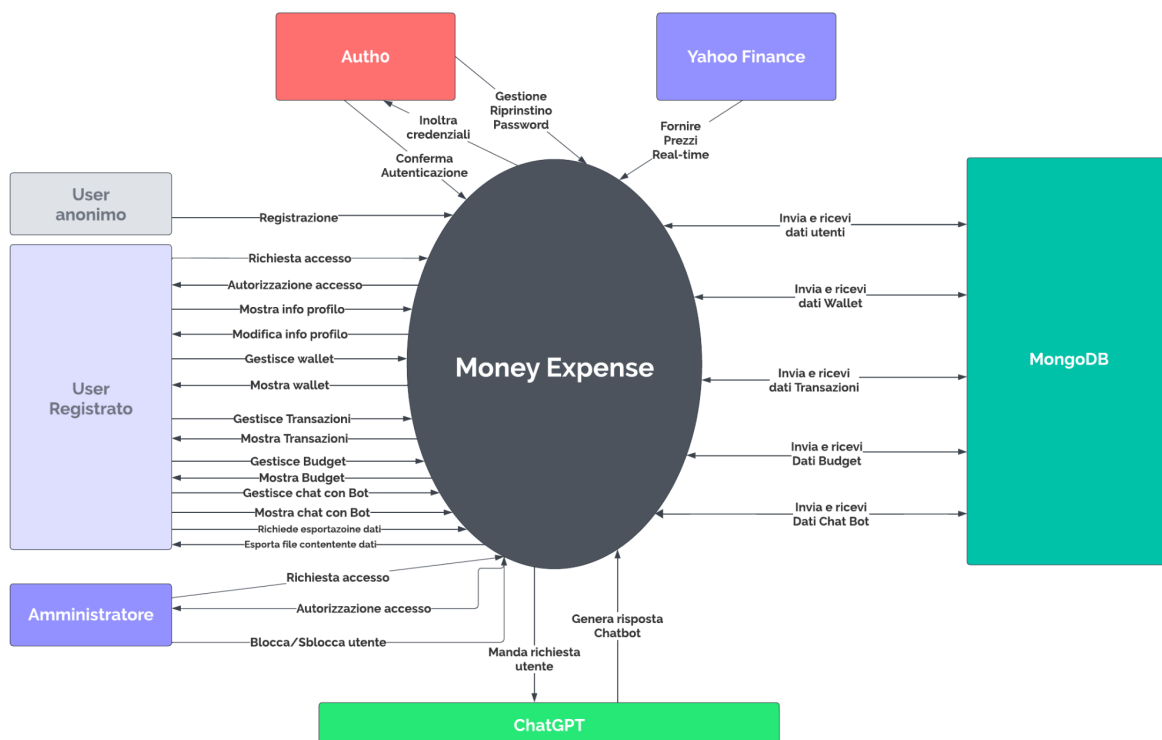 Auth0
Yahoo Finance
Gestione
Riprinstino
Password
Inoltra
credenziali
Fornire
Prezzi
Real-time
Conferma
Autenticazione
User
anonimo
Registrazione
Invia e ricevi
dati utenti
Richiesta accesso
Autorizzazione accesso
Mostra info profilo
Invia e ricevi
dati Wallet
Modifica info profilo
Gestisce wallet
Money Expense
MongoDB
Mostra wallet
Invia e ricevi
dati Transazioni
User
Registrato
Gestisce Transazioni
Mostra Transazioni
Gestisce Budget
Invia e ricevi
Dati Budget
Mostra Budget
Gestisce chat con Bot
Mostra chat con Bot
Invia e ricevi
Dati Chat Bot
Richiede esportazoine dati
Esporta file contentente dati
Richiesta accesso
Amministratore
Autorizzazione accesso
Blocca/Sblocca utente
Genera risposta
Chatbot
Manda richiesta
utente
ChatGPT